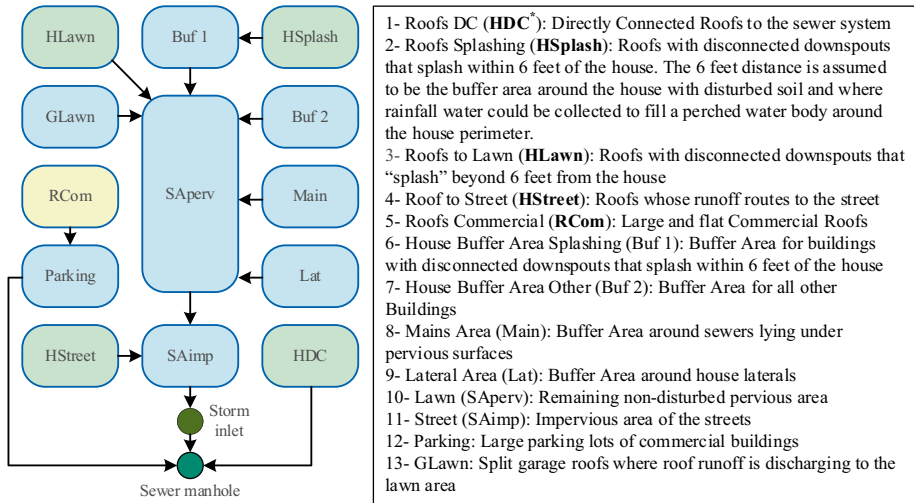 HLawn
Buf 1
HSplash
GLawn
Buf 2
RCom
SAperv
Main
Parking
Lat
HStreet
SAimp
HDC
Storm
inlet
Sewer manhole
1- Roofs DC (HDC*): Directly Connected Roofs to the sewer system
2- Roofs Splashing (HSplash): Roofs with disconnected downspouts
that splash within 6 feet of the house. The 6 feet distance is assumed
to be the buffer area around the house with disturbed soil and where
rainfall water could be collected to fill a perched water body around
the house perimeter.
3- Roofs to Lawn (HLawn): Roofs with disconnected downspouts that
“splash” beyond 6 feet from the house
4- Roof to Street (HStreet): Roofs whose runoff routes to the street
5- Roofs Commercial (RCom): Large and flat Commercial Roofs
6- House Buffer Area Splashing (Buf 1): Buffer Area for buildings
with disconnected downspouts that splash within 6 feet of the house
7- House Buffer Area Other (Buf 2): Buffer Area for all other
Buildings
8- Mains Area (Main): Buffer Area around sewers lying under
pervious surfaces
9- Lateral Area (Lat): Buffer Area around house laterals
10- Lawn (SAperv): Remaining non-disturbed pervious area
11- Street (SAimp): Impervious area of the streets
12- Parking: Large parking lots of commercial buildings
13- GLawn: Split garage roofs where roof runoff is discharging to the
lawn area